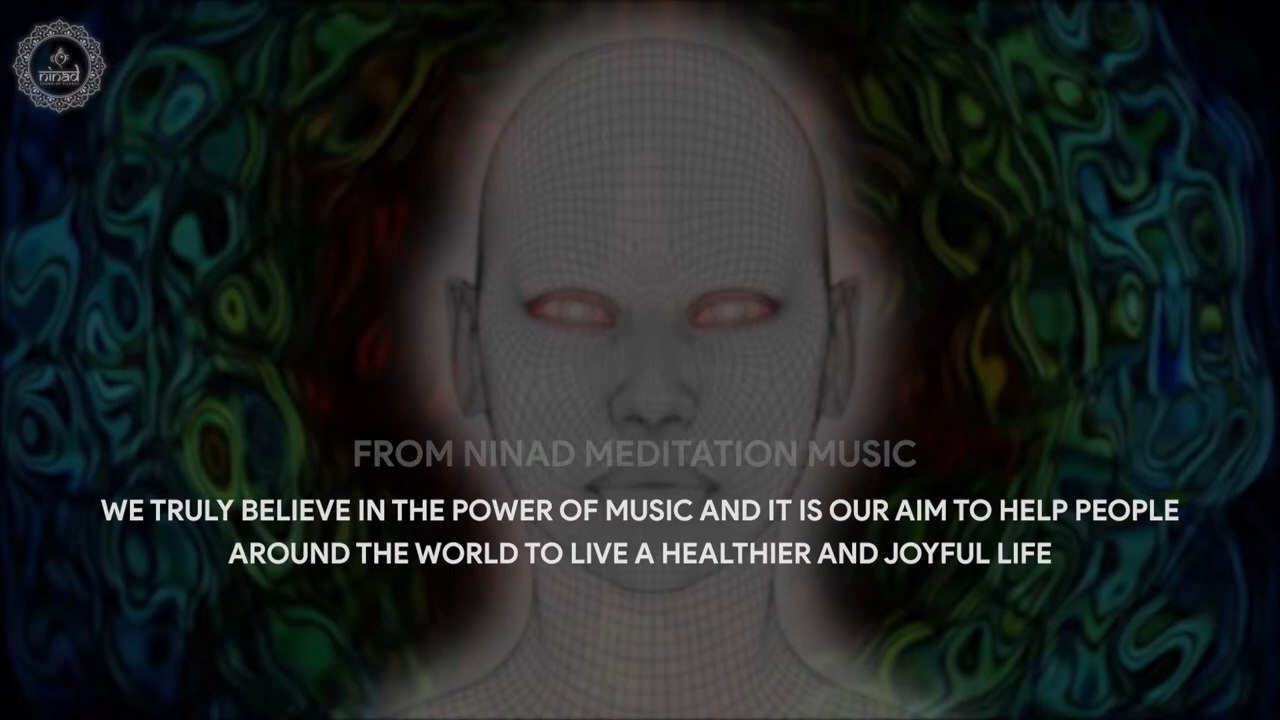 ninad
FROM NINAD MEDITATION MUSIC
WE TRULY BELIEVE IN THE POWER OF MUSIC AND IT IS OUR AIM TO HELP PEOPLE
AROUND THE WORLD TO LIVE A HEALTHIER AND JOYFUL LIFE